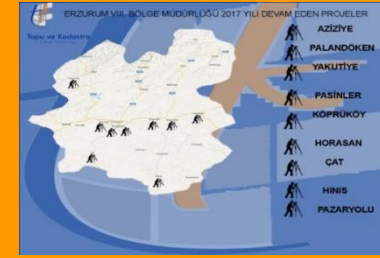 ERZURUM VIII. BÖLGE MÜDÜRLÜĞÜ 2017 YILI DEVAM EDEN PROJELER
Tapu ve Kadastro
AZİZİYE
PALANDÖKEN
YAKUTİYE
PASİNLER
KÖPRÜKÖY
HORASAN
ÇAT
HINIS
PAZARYOLU